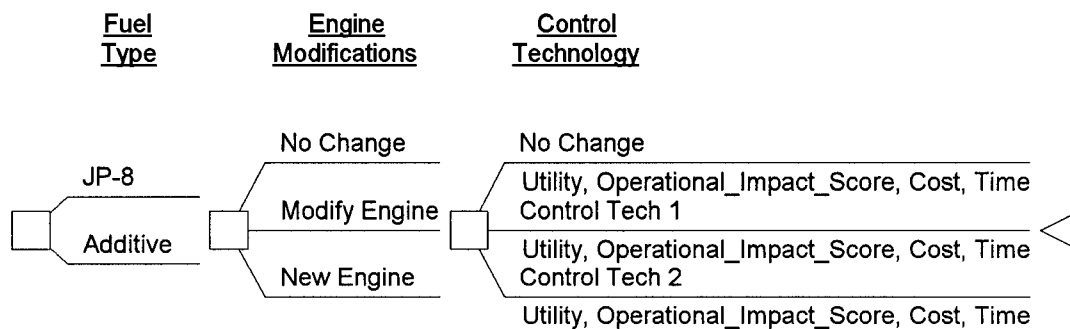 Fuel
Type
Engine
Modifications
Control
Technology
JP-8
Additive
No Change
Modify Engine
New Engine
No Change
Utility, Operational_Impact_Score, Cost, Time
Control Tech 1
Utility, Operational_Impact_Score, Cost, Time
Control Tech 2
Utility, Operational_Impact_Score, Cost, Time